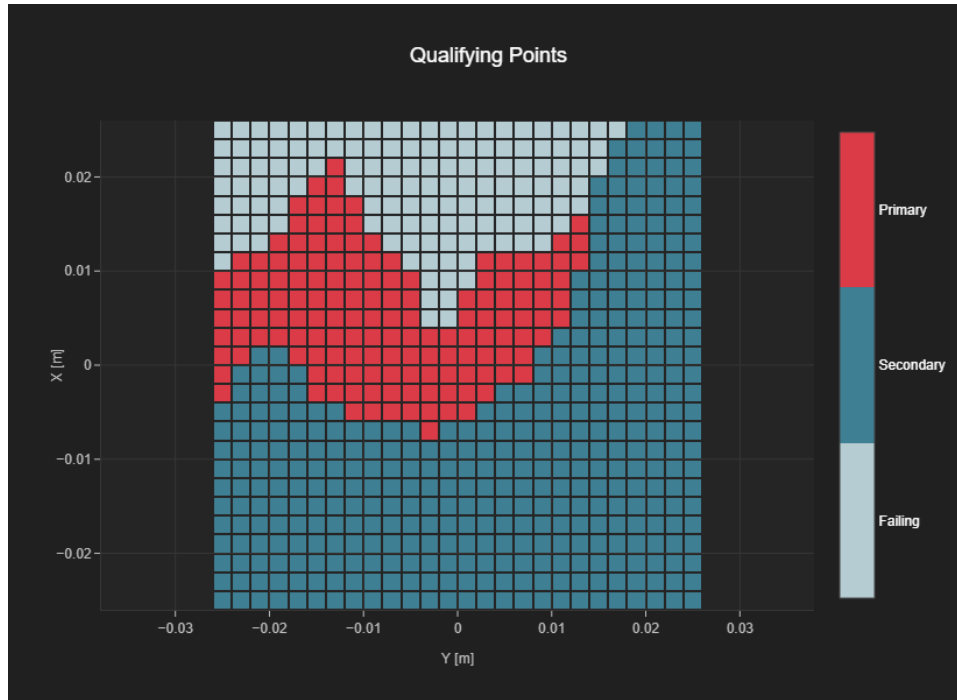 Qualifying Points
0.02
0.01
0
−0.01
−0.02
X [m]
−0.03
−0.02
−0.01
0
0.01
0.02
0.03
Y [m]
Primary
Secondary
Failing